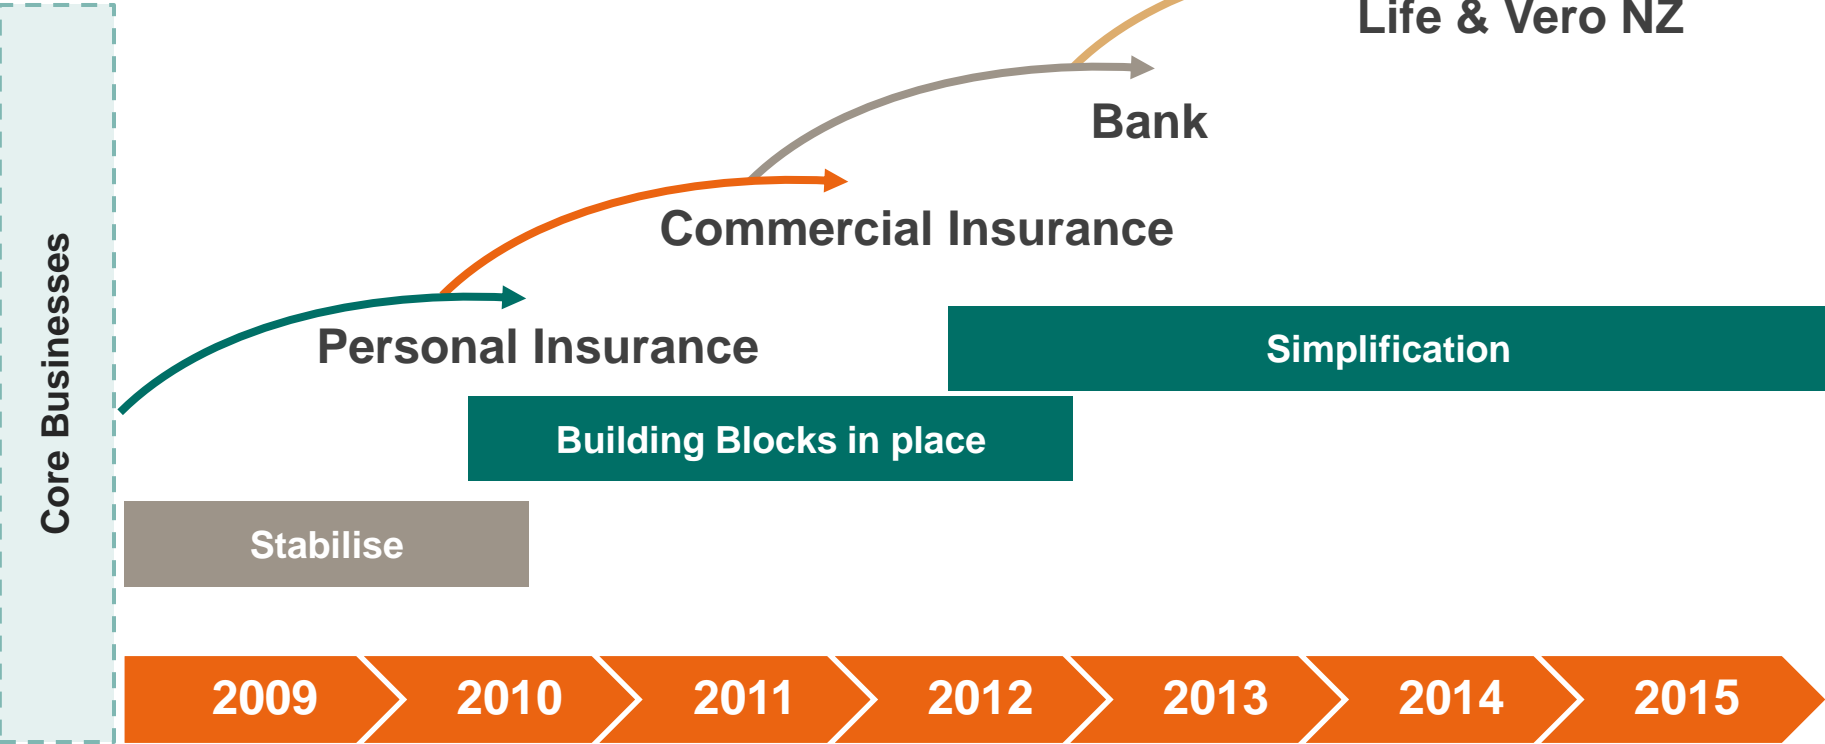 Life & Vero NZ
Bank
Commercial Insurance
Personal Insurance
Core Businesses
Simplification
Building Blocks in place
Stabilise
2009
2010
2011
2012
2013
2014
2015